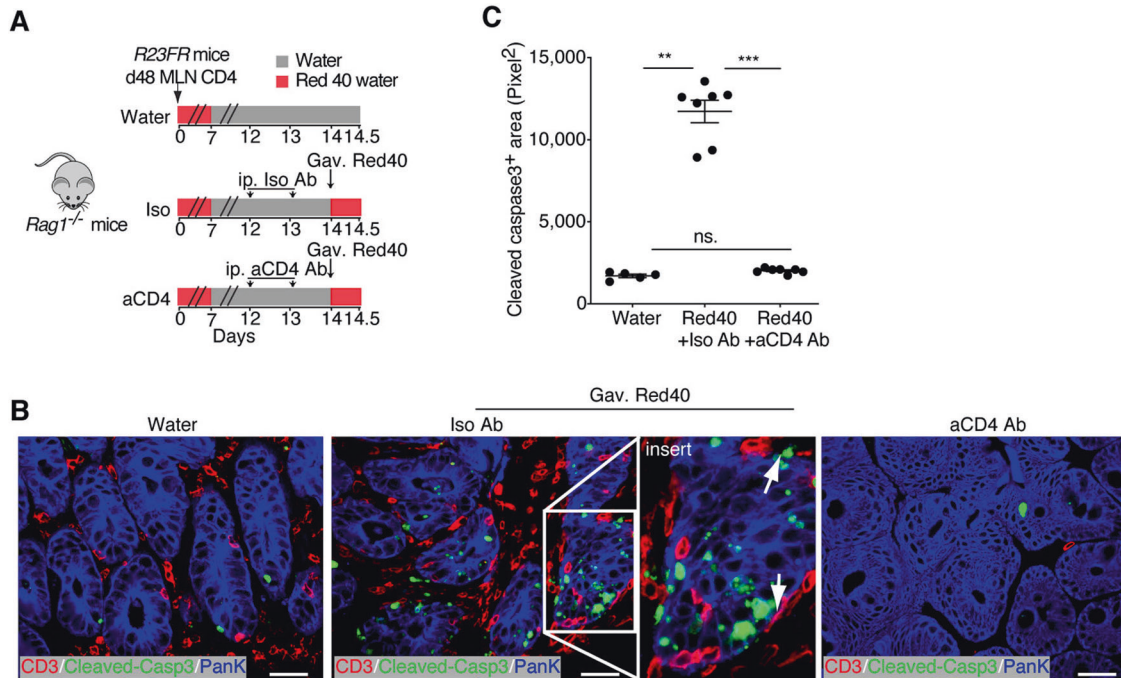 A
R23FR mice
d48 MLN CD4
Water
Red 40 water
Water
0 7 12 13 14 14.5
Gav. Red40
ip. Iso Ab
Iso
0 7 12 13 14 14.5
Gav. Red40
ip. aCD4 Ab
aCD4
0 7 12 13 14 14.5
Days
Rag1-/- mice
C
Cleaved caspase3+ area (Pixel2)
15,000
10,000
5,000
0
**
***
ns.
Water
Red40
+Iso Ab
Red40
+aCD4 Ab
B
Gav. Red40
Water
Iso Ab
aCD4 Ab
insert
CD3/Cleaved-Casp3/PanK
CD3/Cleaved-Casp3/PanK
CD3/Cleaved-Casp3/PanK